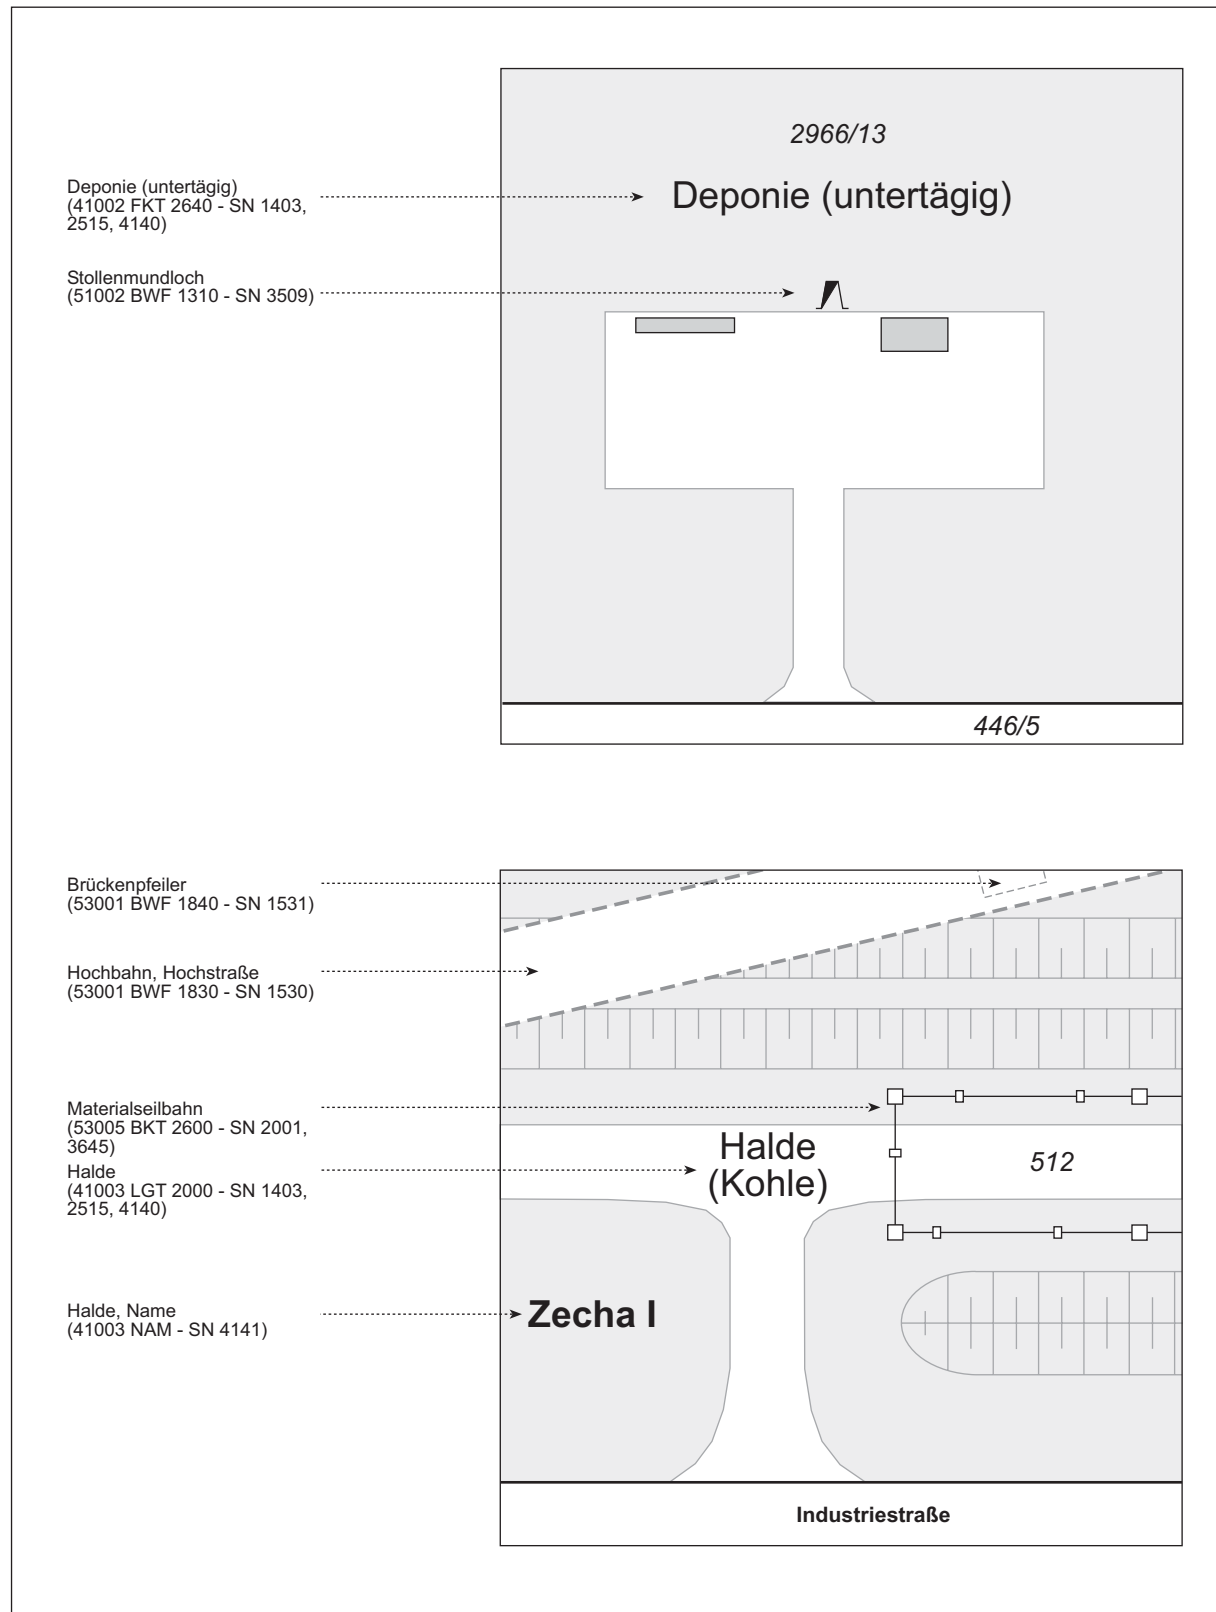 2966/13
Deponie (untertägig)
(41002 FKT 2640 - SN 1403,
2515, 4140)
Deponie (untertägig)
Stollenmundloch
(51002 BWF 1310 - SN 3509)
446/5
Brückenpfeiler
(53001 BWF 1840 - SN 1531)
Hochbahn, Hochstraße
(53001 BWF 1830 - SN 1530)
Materialseilbahn
(53005 BKT 2600 - SN 2001,
3645)
Halde
(41003 LGT 2000 - SN 1403,
2515, 4140)
Halde
(Kohle)
512
Halde, Name
(41003 NAM - SN 4141)
Zecha I
Industriestraße